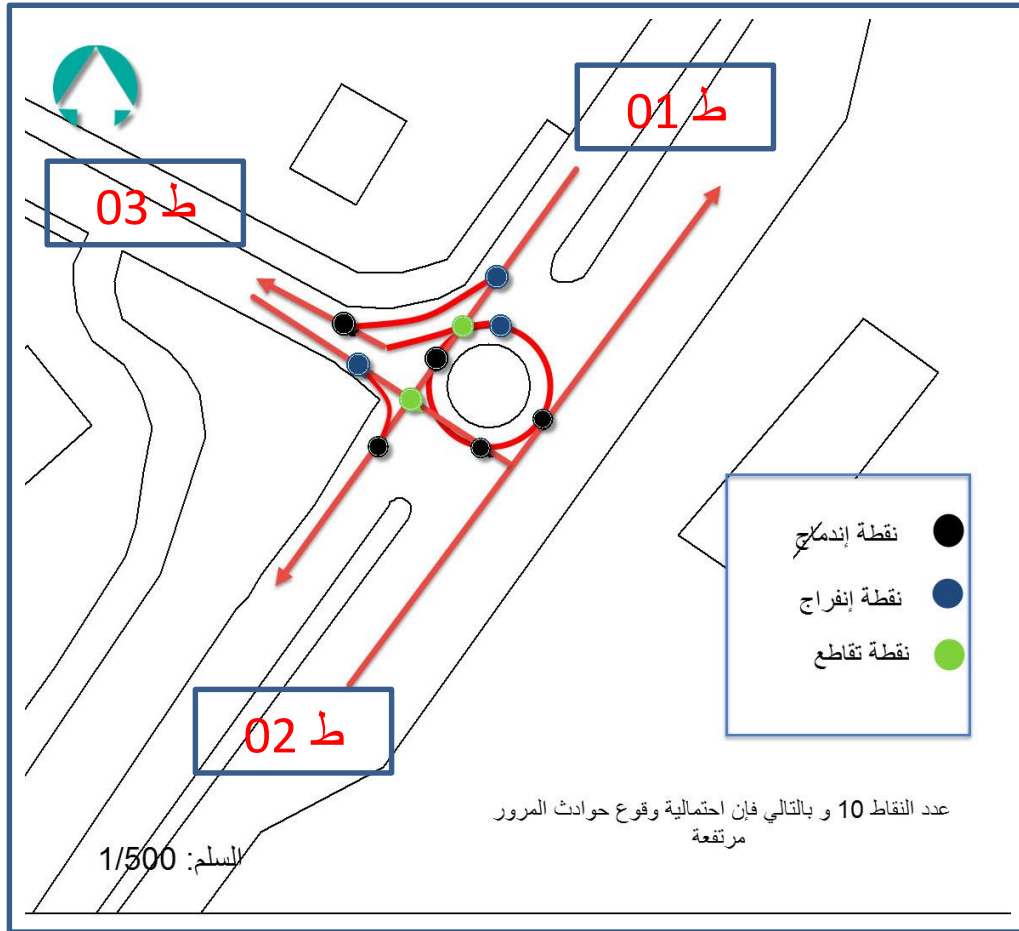 ط 01
ط 03
نقطة إندماج
نقطة إنفراج
نقطة تقاطع
ط 02
عدد النقاط 10 و بالتالي فإن احتمالية وقوع حوادث المرور
مرتفعة
السلم: 1/500